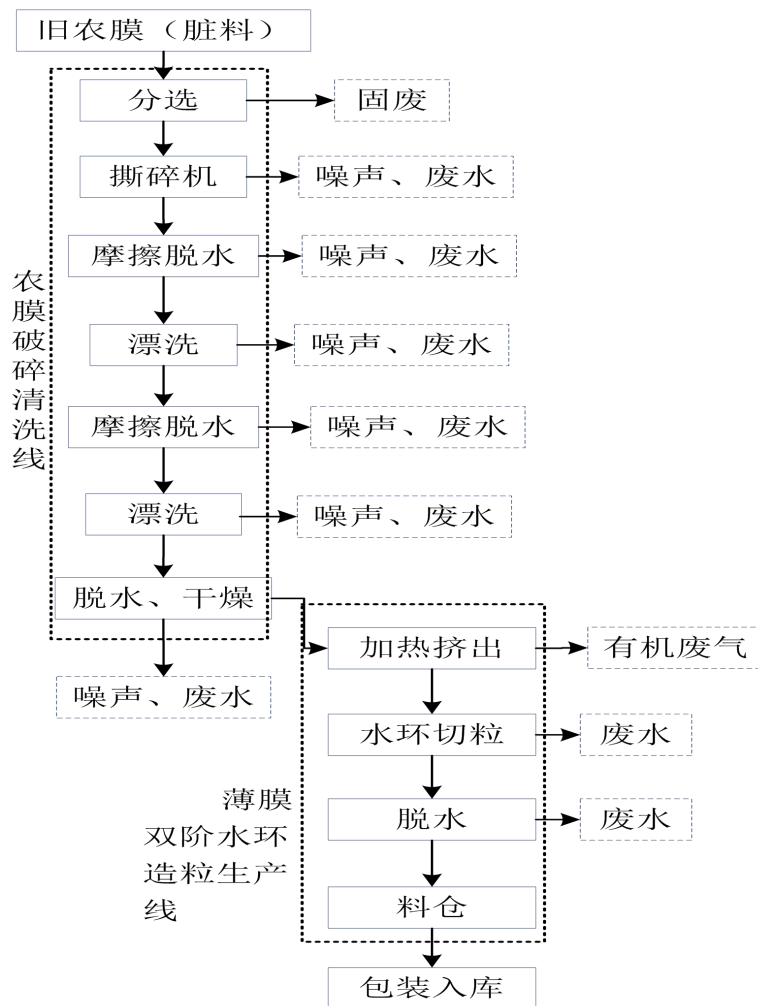 旧农膜（脏料）
分选
固废
撕碎机
噪声、废水
摩擦脱水
噪声、废水
农膜破碎清洗线
漂洗
噪声、废水
摩擦脱水
噪声、废水
漂洗
噪声、废水
脱水、干燥
噪声、废水
加热挤出
有机废气
水环切粒
废水
薄膜
双阶水环
造粒生产
线
脱水
废水
料仓
包装入库